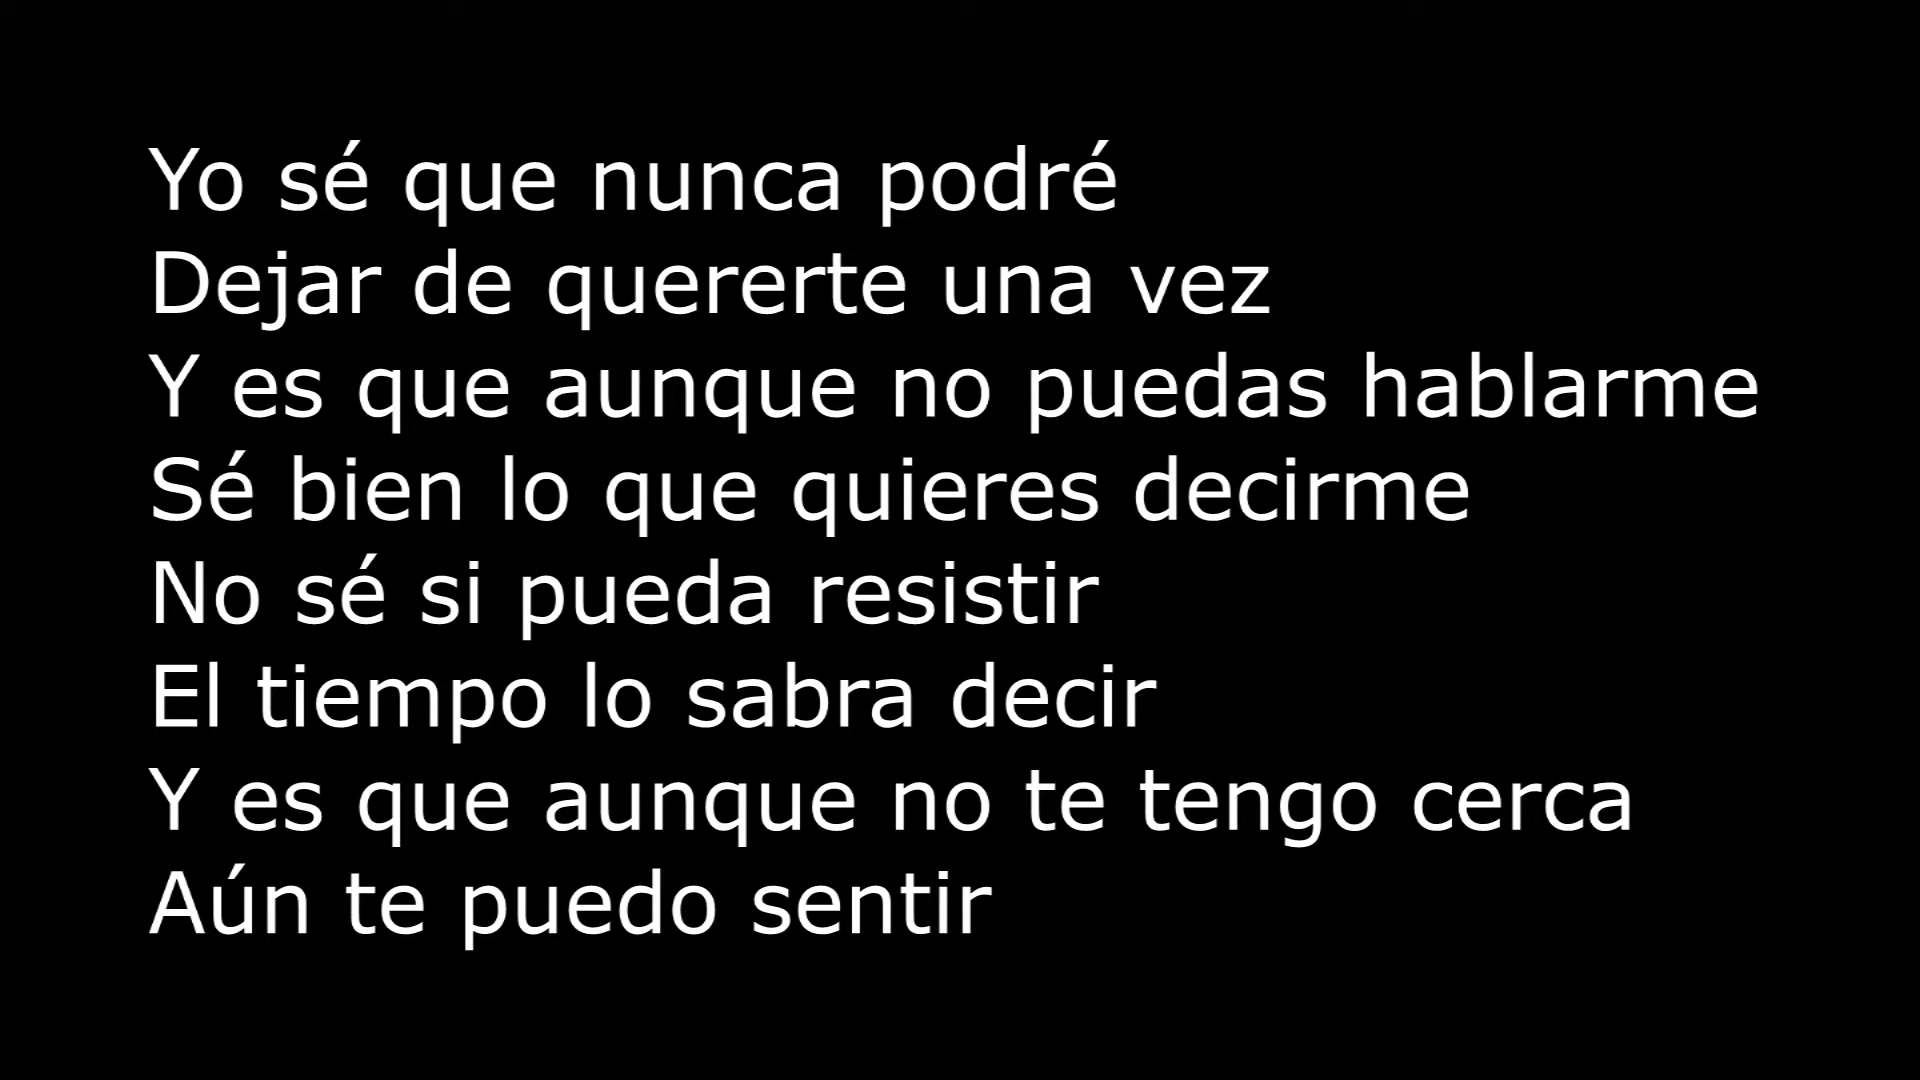 Yo sé que nunca podré
Dejar de quererte una vez
Y es que aunque no puedas hablarme
Sé bien lo que quieres decirme
No sé si pueda resistir
El tiempo lo sabra decir
Y es que aunque no te tengo cerca
Aún te puedo sentir